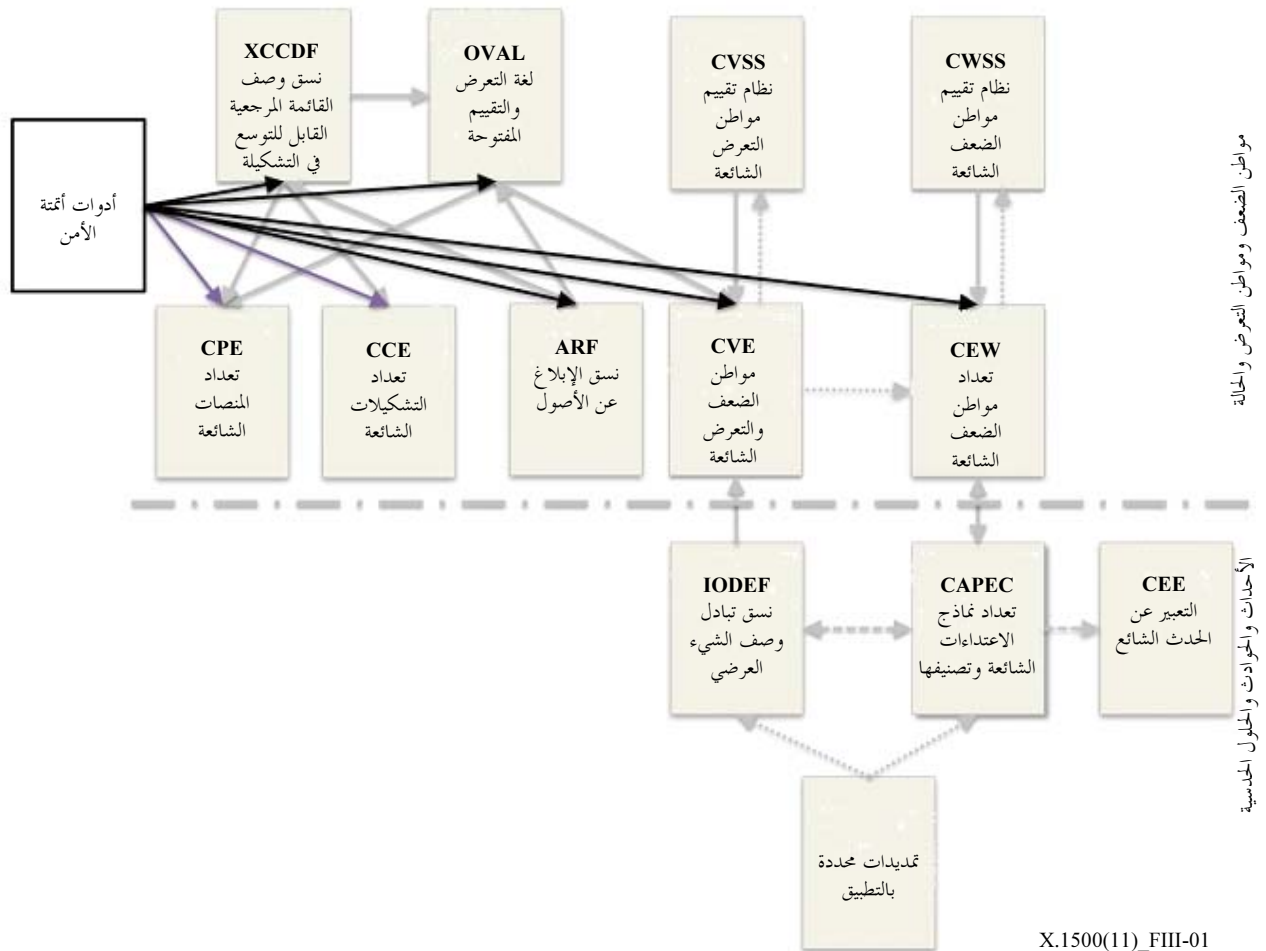 XCCDF
نسق وصف
القائمة المرجعية
القابل للتوسع
في التشكيلة
OVAL
لغة التعرض
والتقييم
المفتوحة
CVSS
نظام تقييم
مواطن
التعرض
الشائعة
CWSS
نظام تقييم
مواطن
الضعف
الشائعة
أدوات أتمتة
الأمن
مواطن الضعف ومواطن التعرض والحالة
CPE
تعداد
المنصات
الشائعة
CCE
تعداد
التشكيلات
الشائعة
ARF
نسق الإبلاغ
عن الأصول
CVE
مواطن
الضعف
والتعرض
الشائعة
CEW
تعداد
مواطن
الضعف
الشائعة
IODEF
نسق تبادل
وصف الشيء
العرضي
CAPEC
تعداد نماذج
الاعتداءات
الشائعة وتصنيفها
CEE
التعبير عن
الحدث الشائع
الأحداث والحوادث والحلول الحدسية
تمديدات محددة
بالتطبيق
X.1500(11)_FIII-01